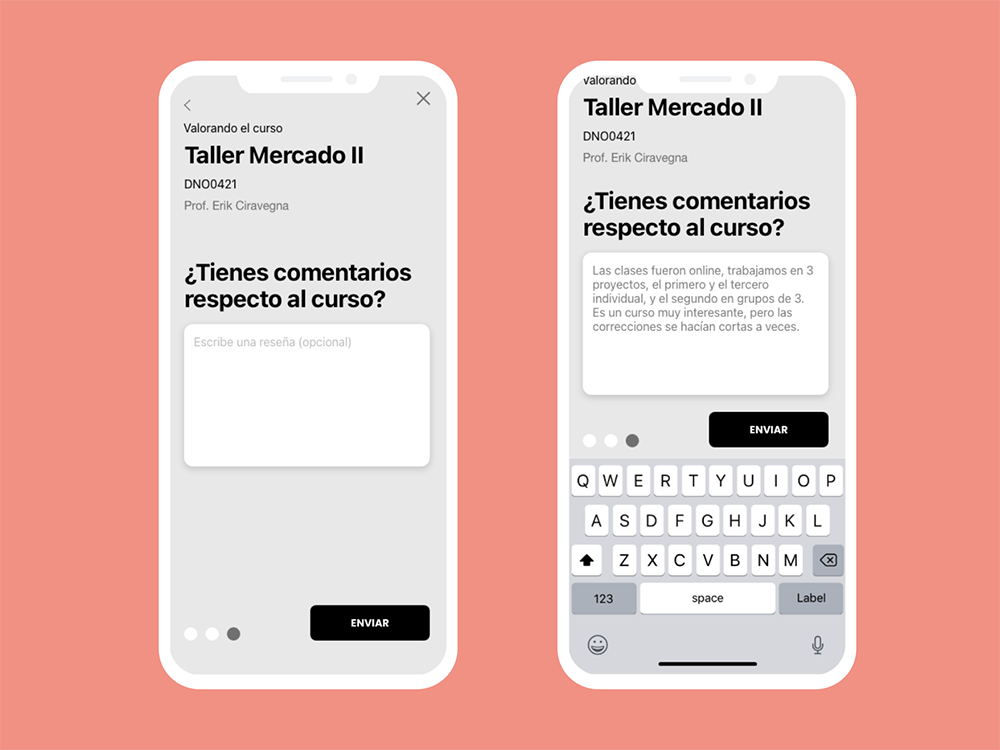 Valorando el curso
Taller Mercado II
DNO0421
Prof. Erik Ciravegna
¿Tienes comentarios
respecto al curso?
Escribe una reseña (opcional)
ENVIAR
Valorando
Taller Mercado II
DNO0421
Prof. Erik Ciravegna
¿Tienes comentarios
respecto al curso?
Las clases fueron online, trabajamos en 3
proyectos, el primero y el tercero
individual, y el segundo en grupos de 3.
Es un curso muy interesante, pero las
correcciones se hacían cortas a veces.
ENVIAR
Q W E R T Y U I O P
A S D F G H J K L
Z X C V B N M
123 space Label